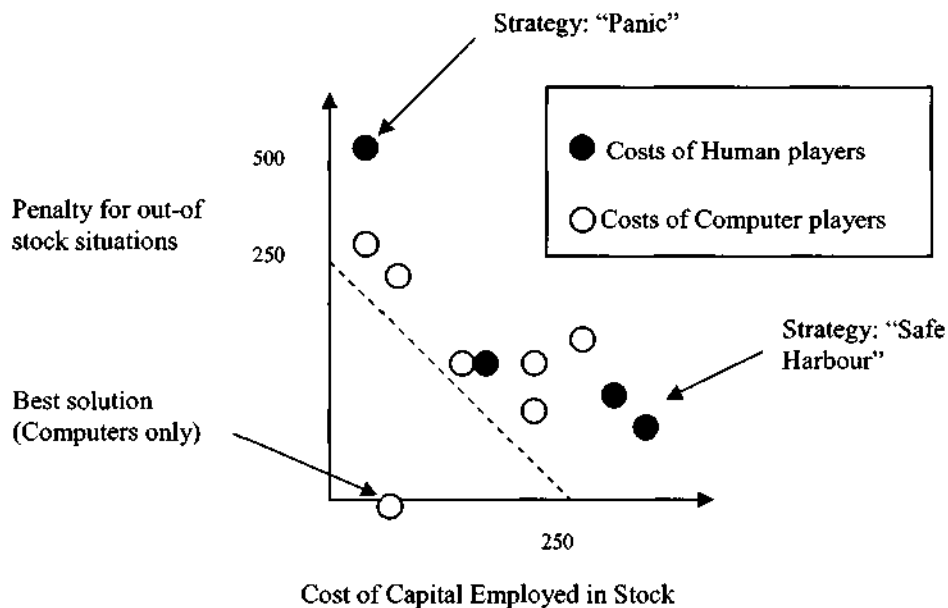 Strategy: “Panic”
500
Costs of Human players
Penalty for out-of
stock situations
Costs of Computer players
250
Strategy: “Safe
Harbour”
Best solution
(Computers only)
250
Cost of Capital Employed in Stock